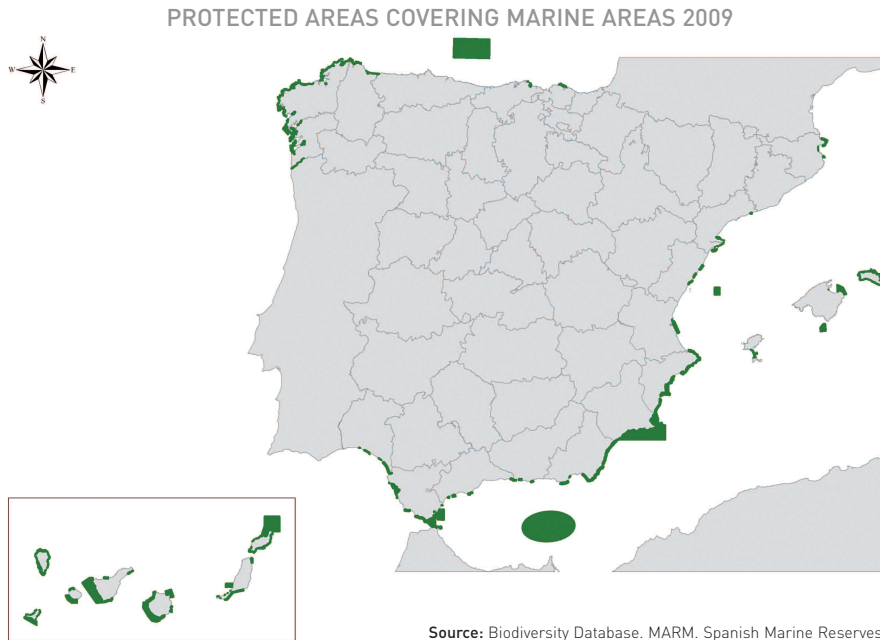 PROTECTED AREAS COVERING MARINE AREAS 2009
N
W E
S
Source: Biodiversity Database. MARM. Spanish Marine Reserves